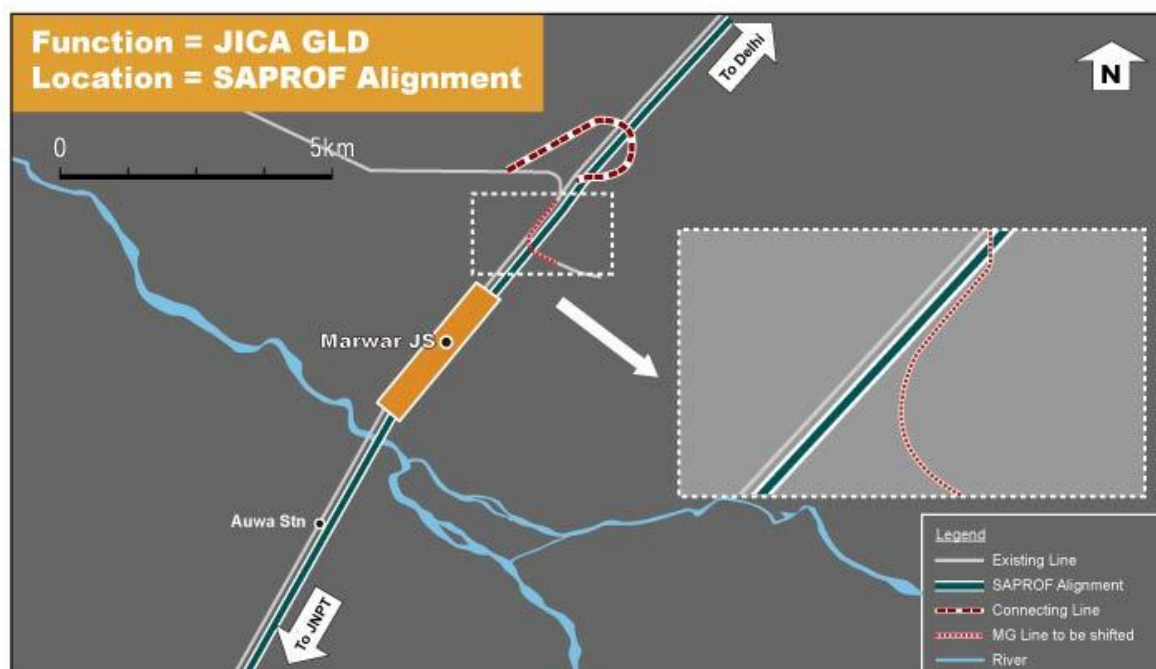 Function = JICA GLD
Location = SAPROF Alignment
To Delhi
N
0 5km
Marwar JS
Auwa Stn
To JNPT
Legend
Existing Line
SAPROF Alignment
Connecting Line
MG Line to be shifted
River